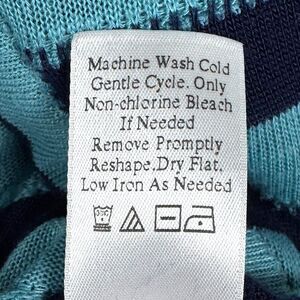 Machine Wash Cold
Gentle Cycle. Only
Non-chlorine Bleach
If Needed
Remove Promptly
Reshape.Dry Flat.
Low Iron As Needed